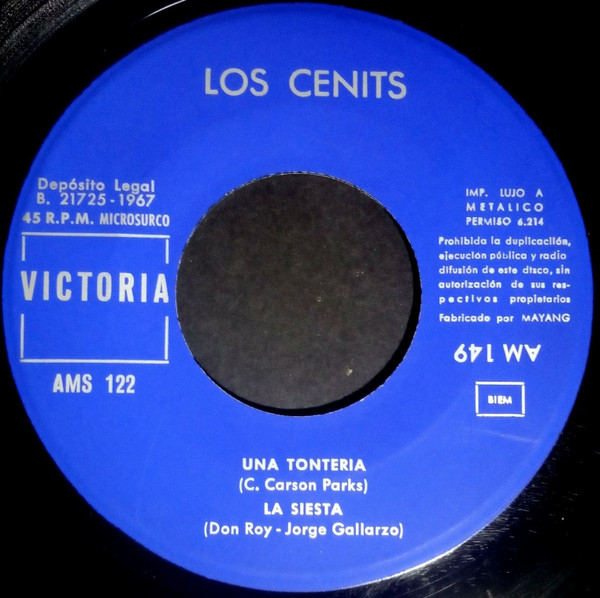 LOS CENITS
Depósito Legal
B. 21725-1967
45 R.P.M. MICROSURCO
VICTORIA
AMS 122
IMP. LUJO A
METALICO
PERMISO 6.214
Prohibida la duplicación,
ejecución pública y radio
difusión de este disco, sin
autorización de sus res-
pectivos propietarios
Fabricado por MAYANG
AM 149
BIEM
UNA TONTERIA
(C. Carson Parks)
LA SIESTA
(Don Roy - Jorge Gallarzo)